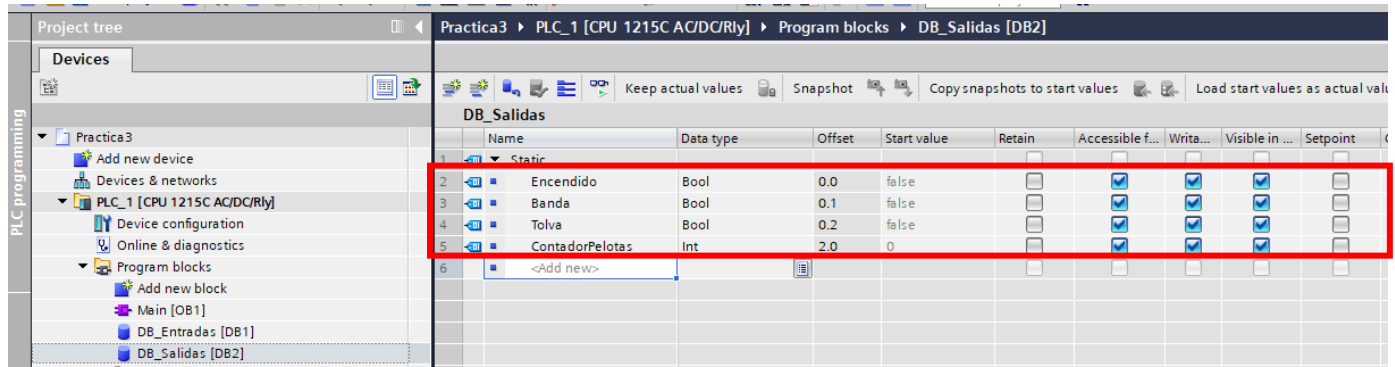 Project tree
Practica3 ▸ PLC_1 [CPU 1215C AC/DC/Rly] ▸ Program blocks ▸ DB_Salidas [DB2]
Devices
Keep actual values Snapshot Copy snapshots to start values Load start values as actual valu
DB_Salidas
Name Data type Offset Start value Retain Accessible f... Writa... Visible in ... Setpoint
1 Static
2 Encendido Bool 0.0 false
3 Banda Bool 0.1 false
4 Tolva Bool 0.2 false
5 ContadorPelotas Int 2.0 0
6 <Add new>
PLC programming
Practica3
Add new device
Devices & networks
PLC_1 [CPU 1215C AC/DC/Rly]
Device configuration
Online & diagnostics
Program blocks
Add new block
Main [OB1]
DB_Entradas [DB1]
DB_Salidas [DB2]